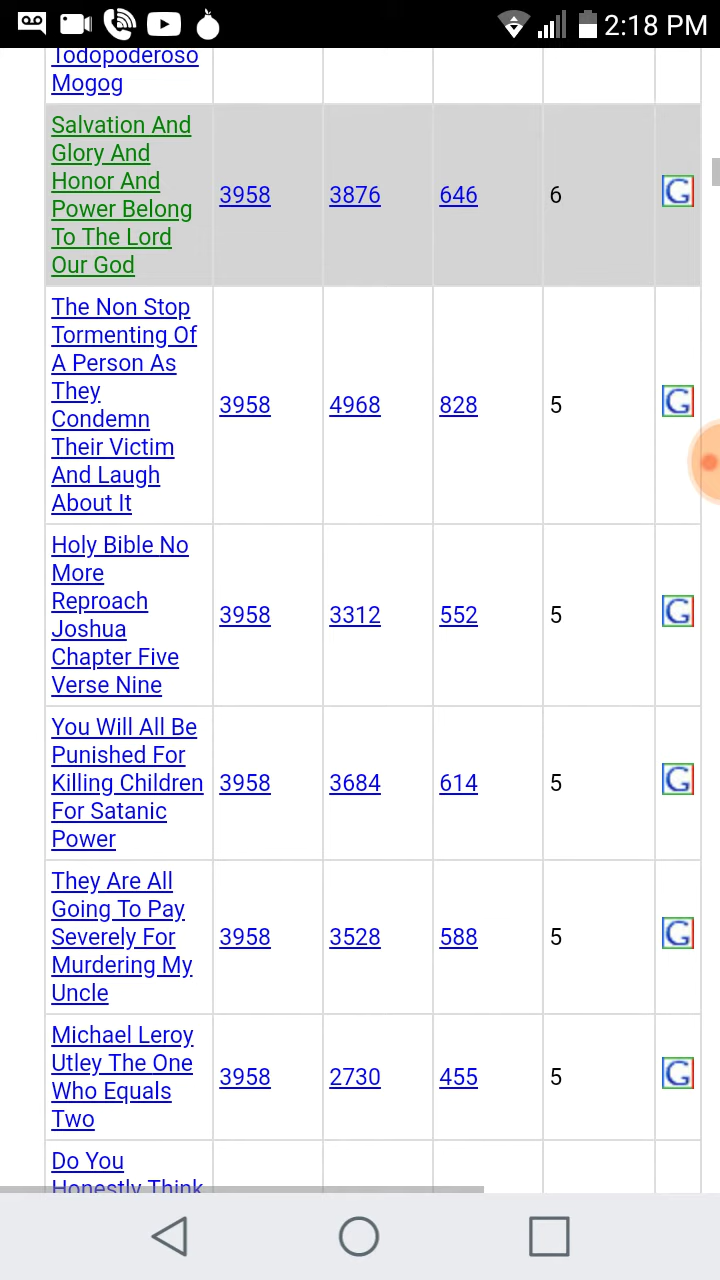 2:18 PM
Todopoderoso
Mogog
Salvation And
Glory And
Honor And
Power Belong
To The Lord
Our God
3958
3876
646
6
G
The Non Stop
Tormenting Of
A Person As
They
Condemn
Their Victim
And Laugh
About It
3958
4968
828
5
G
Holy Bible No
More
Reproach
Joshua
Chapter Five
Verse Nine
3958
3312
552
5
G
You Will All Be
Punished For
Killing Children
For Satanic
Power
3958
3684
614
5
G
They Are All
Going To Pay
Severely For
Murdering My
Uncle
3958
3528
588
5
G
Michael Leroy
Utley The One
Who Equals
Two
3958
2730
455
5
G
Do You
Honestly Think